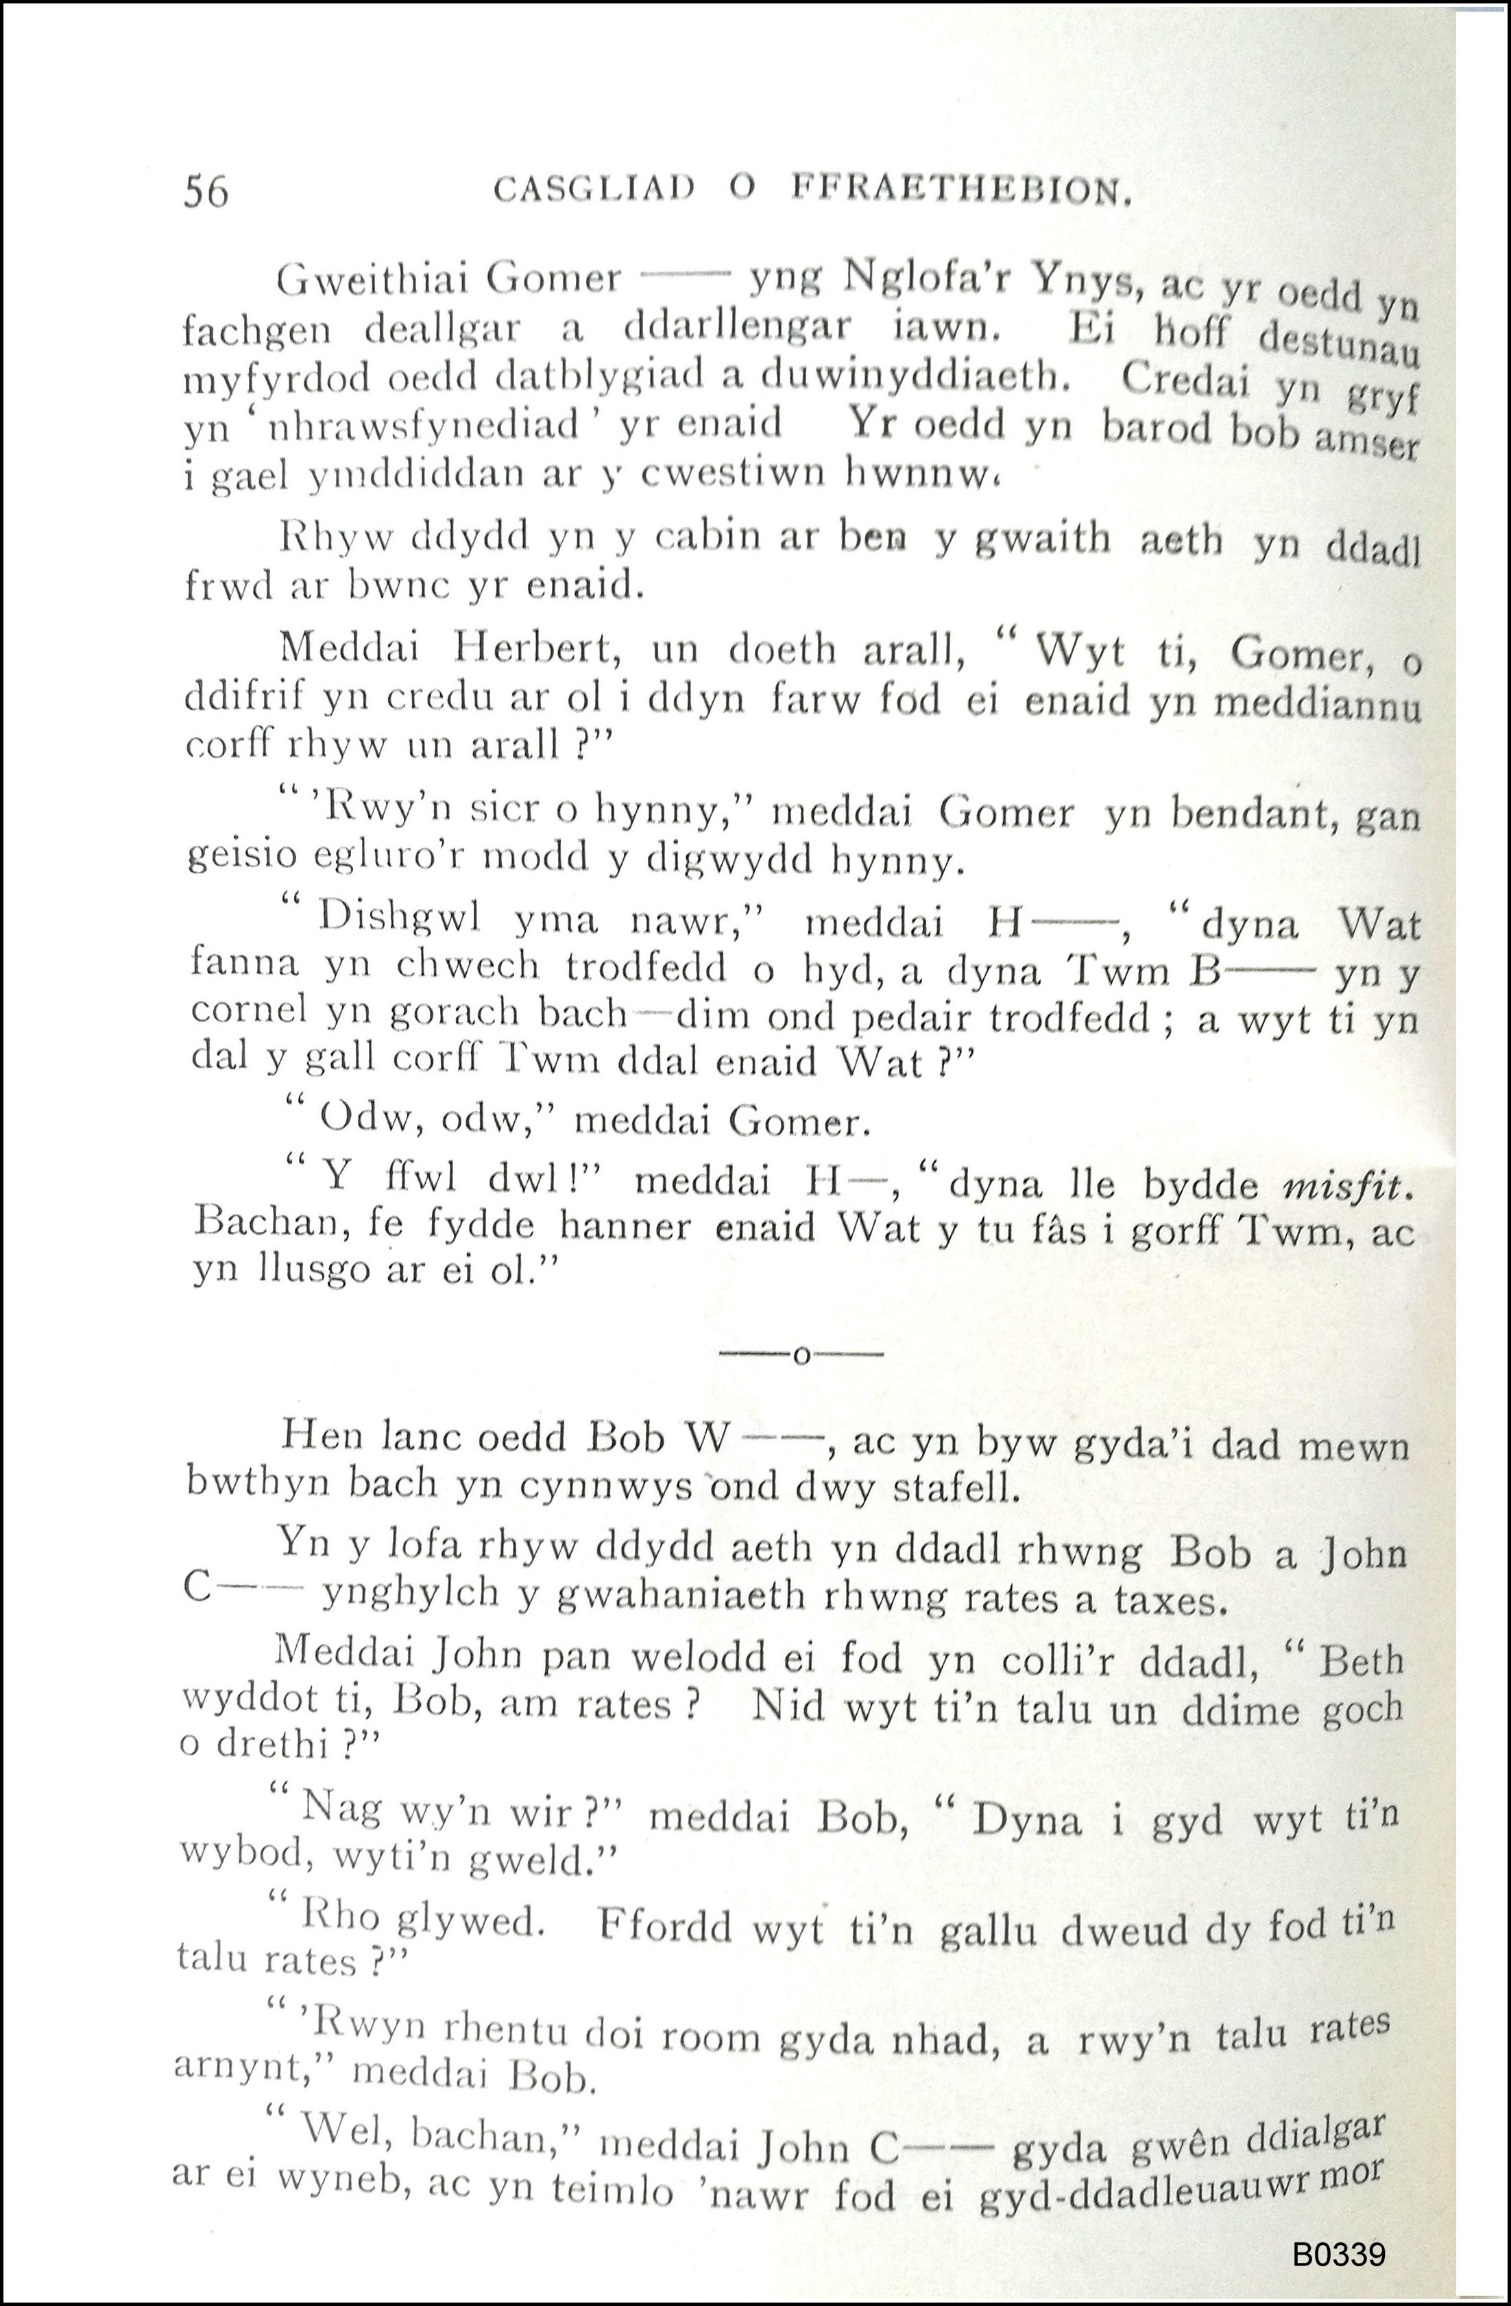 56 CASGLIAD O FFRAETHEBION.
Gweithiai Gomer —— yng Nglofa'r Ynys, ac yr oedd yn
fachgen deallgar a ddarllengar iawn. Ei hoff destunau
myfyrdod oedd datblygiad a duwinyddiaeth. Credai yn gryf
yn ‘nhrawsfynediad’ yr enaid Yr oedd yn barod bob amser
i gael ymddiddan ar y cwestiwn hwnnw.
Rhyw ddydd yn y cabin ar ben y gwaith aeth yn ddadl
frwd ar bwnc yr enaid.
Meddai Herbert, un doeth arall, “Wyt ti, Gomer, o
ddifrif yn credu ar ol i ddyn farw fod ei enaid yn meddiannu
corff rhyw un arall ?”
“ ’Rwy’n sicr o hynny,” meddai Gomer yn bendant, gan
geisio egluro’r modd y digwydd hynny.
“ Dishgwl yma nawr,” meddai H——, “dyna Wat
fanna yn chwech trodfedd o hyd, a dyna Twm B—— yn y
cornel yn gorach bach—dim ond pedair trodfedd ; a wyt ti yn
dal y gall corff Twm ddal enaid Wat ?”
“ Odw, odw,” meddai Gomer.
“ Y ffwl dwl !” meddai H—, “dyna lle bydde misfit.
Bachan, fe fydde hanner enaid Wat y tu fâs i gorff Twm, ac
yn llusgo ar ei ol.”
——o——
Hen lanc oedd Bob W——, ac yn byw gyda’i dad mewn
bwthyn bach yn cynnwys ond dwy stafell.
Yn y lofa rhyw ddydd aeth yn ddadl rhwng Bob a John
C—— ynghylch y gwahaniaeth rhwng rates a taxes.
Meddai John pan welodd ei fod yn colli’r ddadl, “ Beth
wyddot ti, Bob, am rates ? Nid wyt ti’n talu un ddime goch
o drethi ?”
“ Nag wy’n wir ?” meddai Bob, “ Dyna i gyd wyt ti’n
wybod, wyti’n gweld.”
“ Rho glywed. Ffordd wyt ti’n gallu dweud dy fod ti’n
talu rates ?”
“ ’Rwyn rhentu doi room gyda nhad, a rwy’n talu rates
arnynt,” meddai Bob.
“ Wel, bachan,” meddai John C—— gyda gwên ddialgar
ar ei wyneb, ac yn teimlo ’nawr fod ei gyd-ddadleuauwr mor
B0339